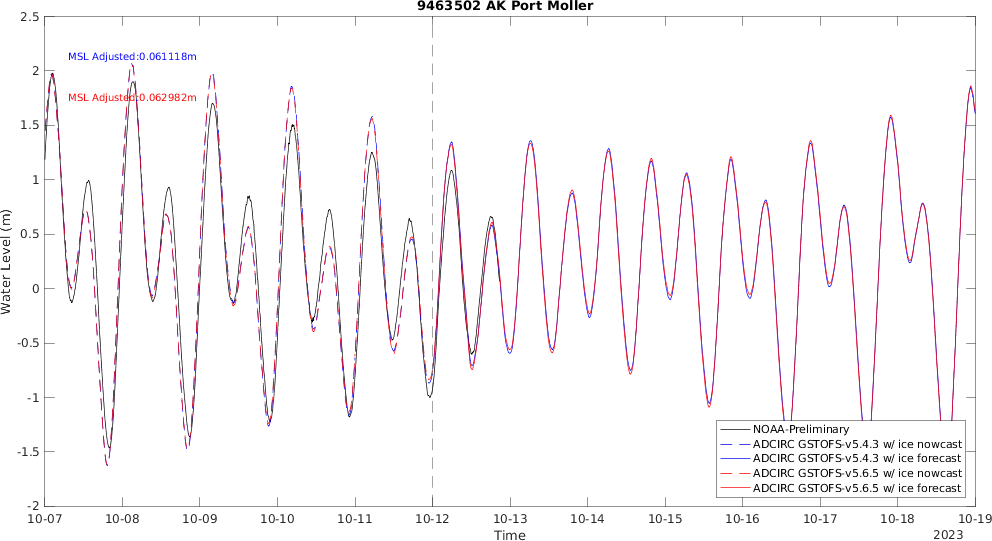 9463502 AK Port Moller
2.5
2
1.5
1
0.5
0
-0.5
-1
-1.5
-2
Water Level (m)
MSL Adjusted:0.061118m
MSL Adjusted:0.062982m
NOAA-Preliminary
ADCIRC GSTOFS-v5.4.3 w/ ice nowcast
ADCIRC GSTOFS-v5.4.3 w/ ice forecast
ADCIRC GSTOFS-v5.6.5 w/ ice nowcast
ADCIRC GSTOFS-v5.6.5 w/ ice forecast
10-07 10-08 10-09 10-10 10-11 10-12 10-13 10-14 10-15 10-16 10-17 10-18 10-19
Time
2023